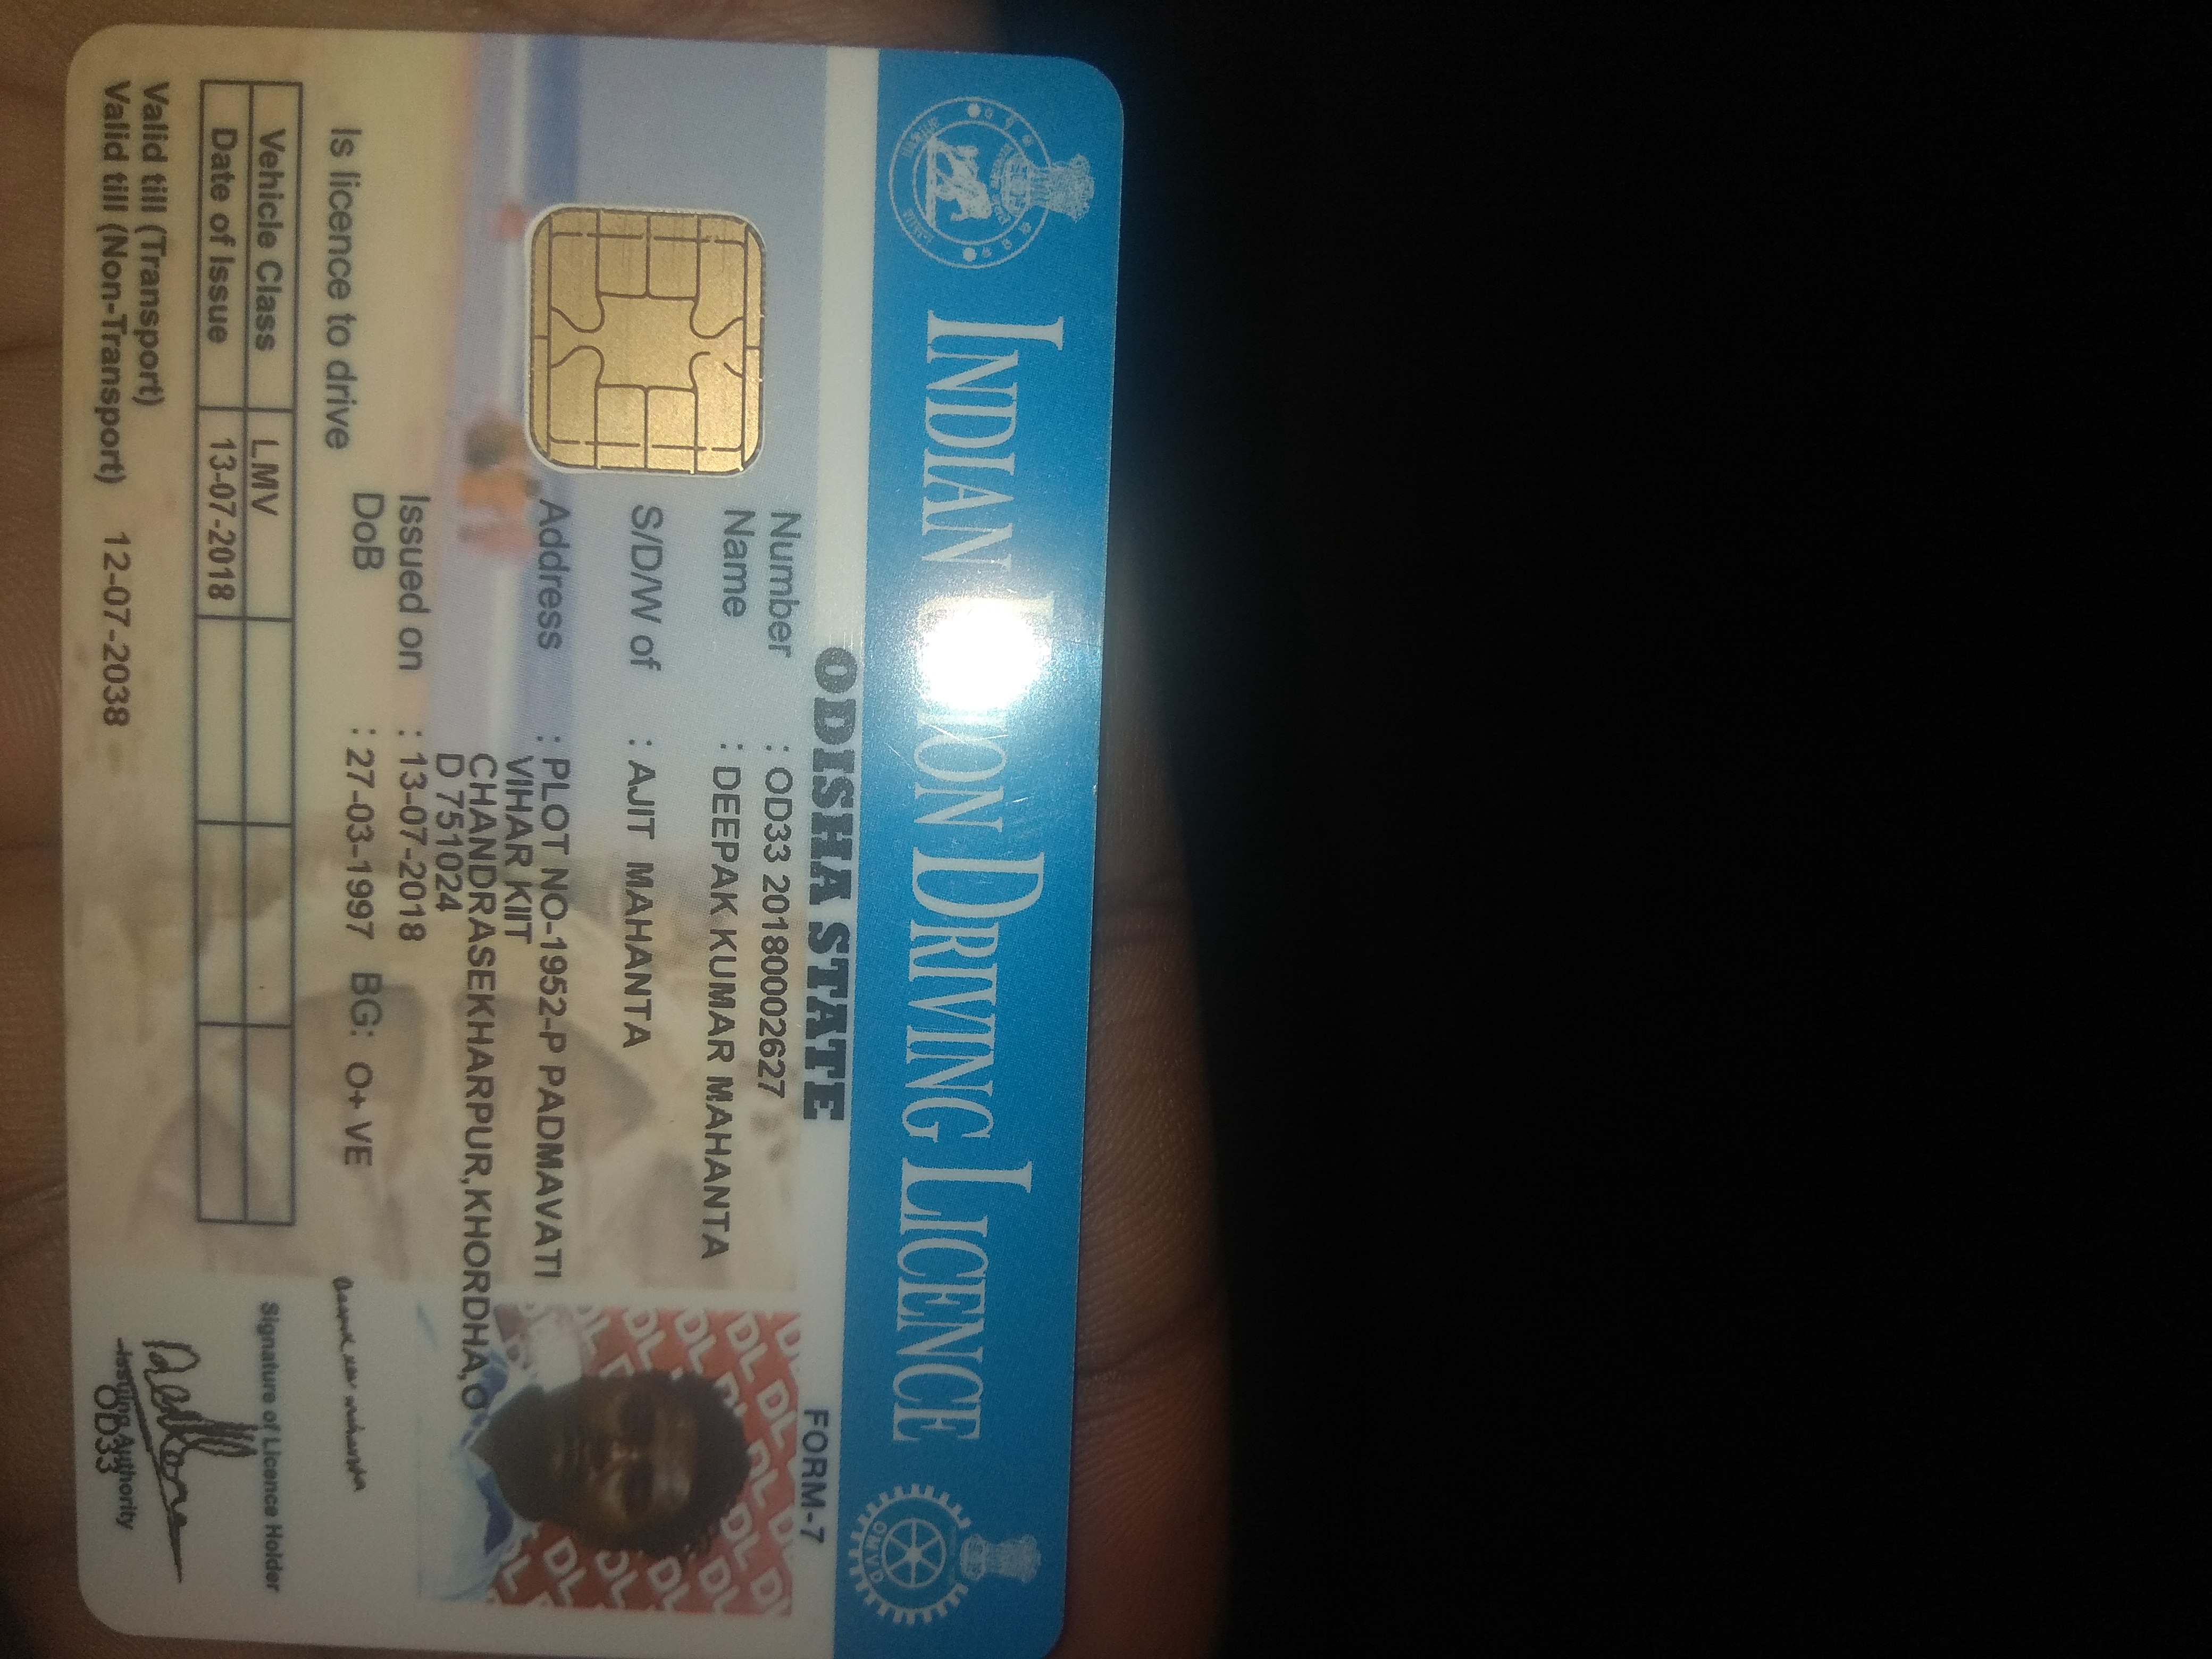 INDIAN UNION DRIVING LICENCE
ODISHA STATE
FORM-7
Number : OD33 20180002627
Name : DEEPAK KUMAR MAHANTA
S/D/W of : AJIT MAHANTA
Address : PLOT NO-1952-P PADMAVATI
VIHAR KIIT
CHANDRASEKHARPUR,KHORDHA,O
D 751024
Issued on : 13-07-2018
DoB : 27-03-1997 BG: O+ VE
Is licence to drive
Vehicle Class LMV
Date of Issue 13-07-2018
Valid till (Transport)
Valid till (Non-Transport) 12-07-2038
Signature of Licence Holder
Issuing Authority
OD33
OMVD
DL DL DL